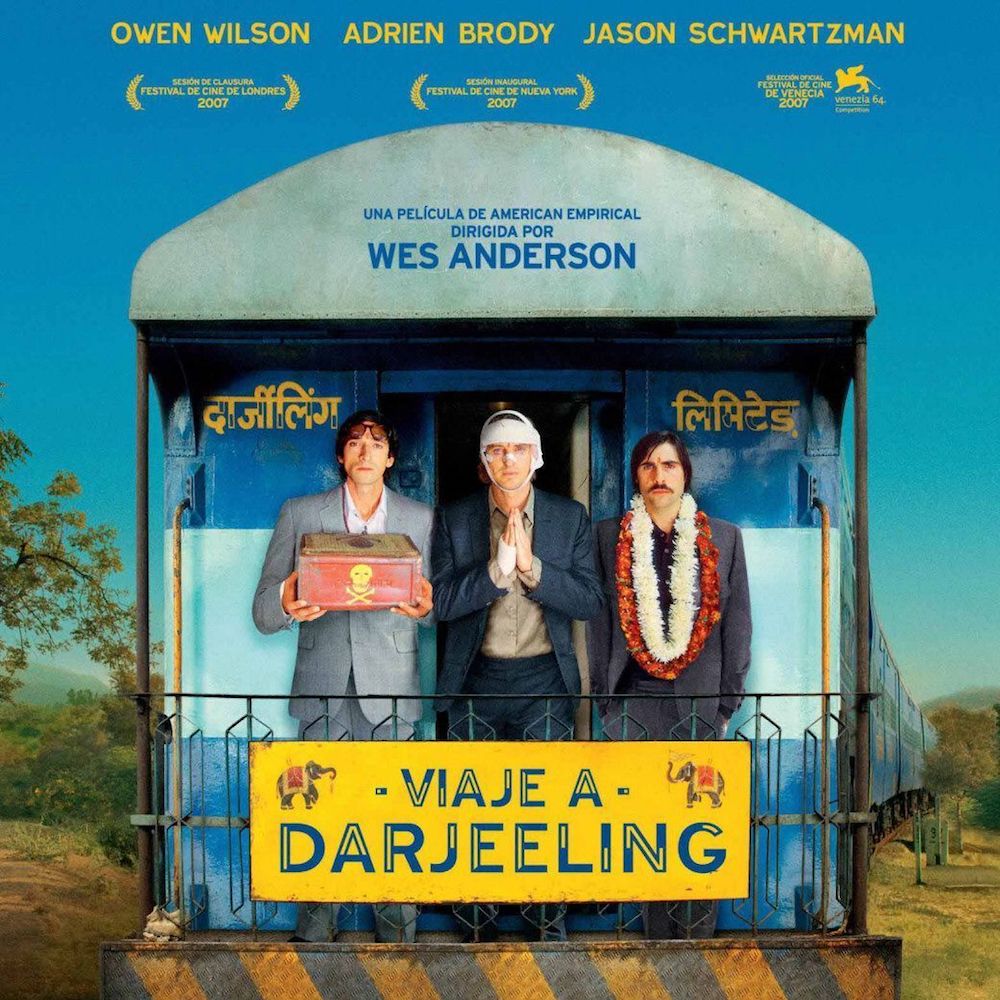 OWEN WILSON ADRIEN BRODY JASON SCHWARTZMAN
SESIÓN DE CLAUSURA
FESTIVAL DE CINE DE LONDRES
2007
SESIÓN INAUGURAL
FESTIVAL DE CINE DE NUEVA YORK
2007
SELECCIÓN OFICIAL
FESTIVAL DE CINE
DE VENECIA
2007
venezia 64.
Competition
UNA PELÍCULA DE AMERICAN EMPIRICAL
DIRIGIDA POR
WES ANDERSON
दार्जीलिंग लिमिटेड़
· VIAJE A ·
DARJEELING